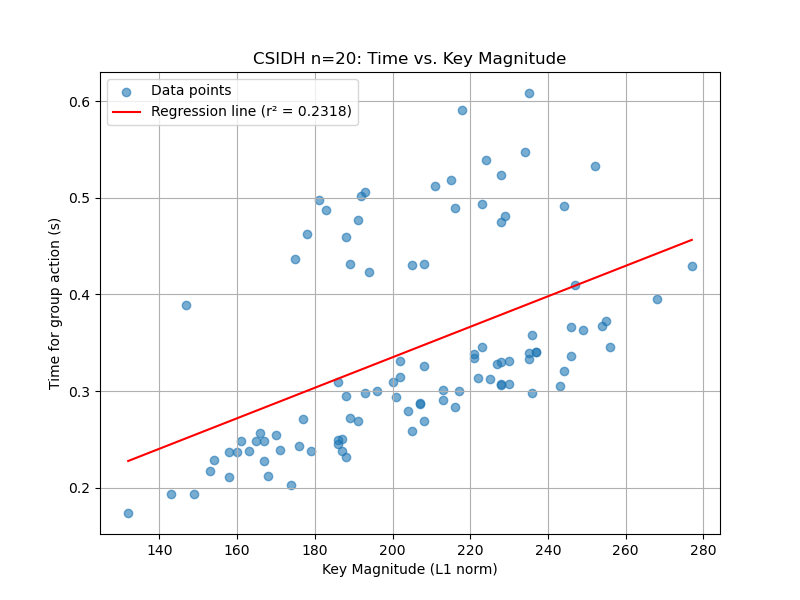 CSIDH n=20: Time vs. Key Magnitude
Data points
Regression line (r² = 0.2318)
Time for group action (s)
0.6
0.5
0.4
0.3
0.2
140 160 180 200 220 240 260 280
Key Magnitude (L1 norm)